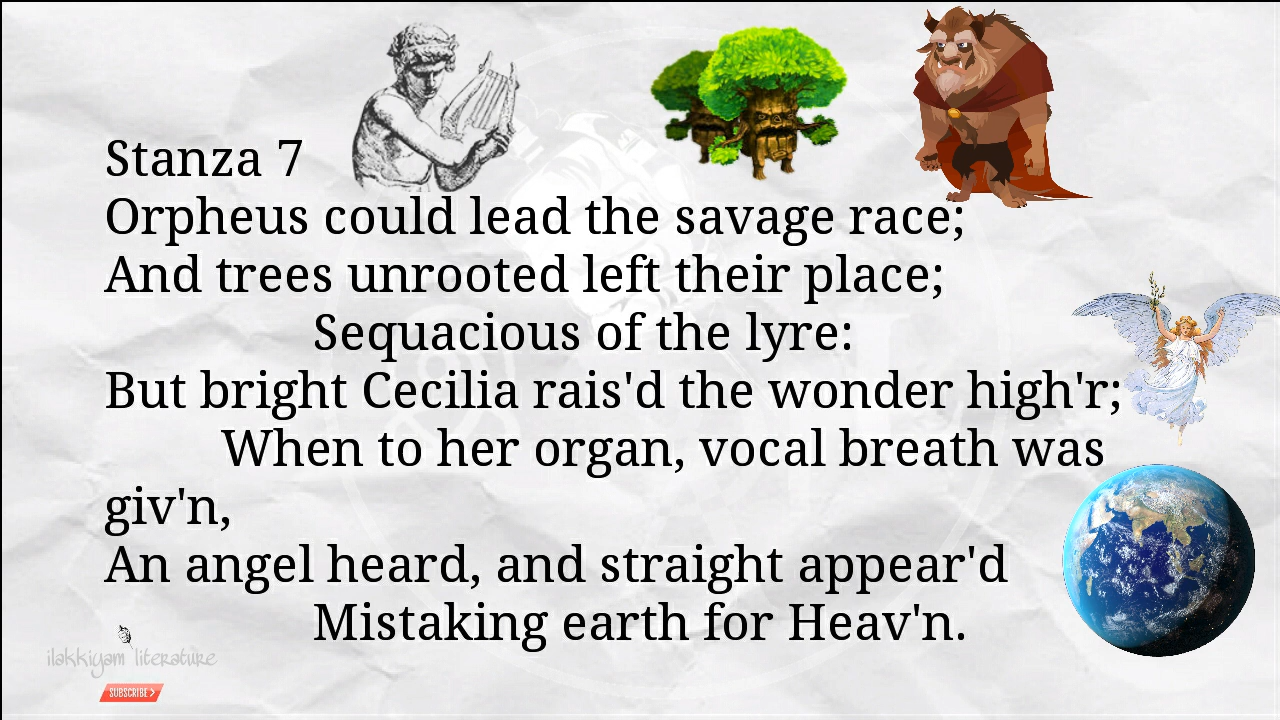 Stanza 7
Orpheus could lead the savage race;
And trees unrooted left their place;
Sequacious of the lyre:
But bright Cecilia rais'd the wonder high'r;
When to her organ, vocal breath was
giv'n,
An angel heard, and straight appear'd
Mistaking earth for Heav'n.
ilakkiyam literature
SUBSCRIBE >